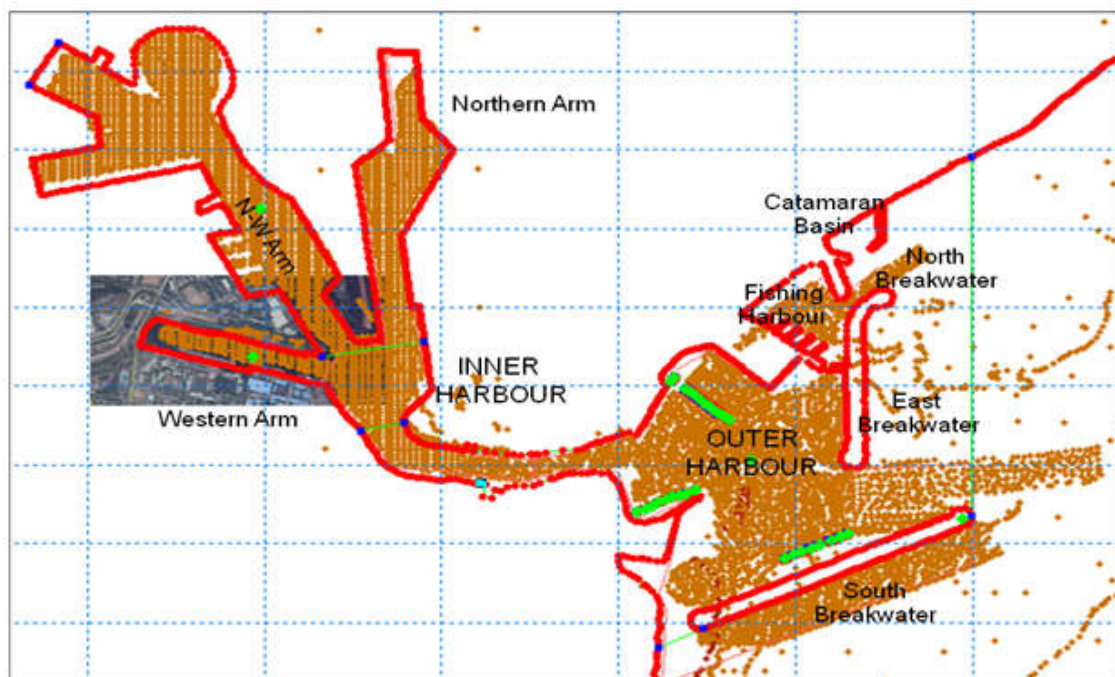 Northern Arm
Catamaran
Basin
N-W Arm
North
Breakwater
Fishing
Harbour
INNER
HARBOUR
Western Arm
East
Breakwater
OUTER
HARBOUR
South
Breakwater